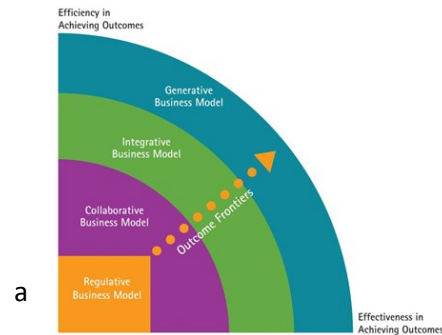 Efficiency in
Achieving Outcomes
Generative
Business Model
Integrative
Business Model
Collaborative
Business Model
Outcome Frontiers
Regulative
Business Model
a
Effectiveness in
Achieving Outcomes